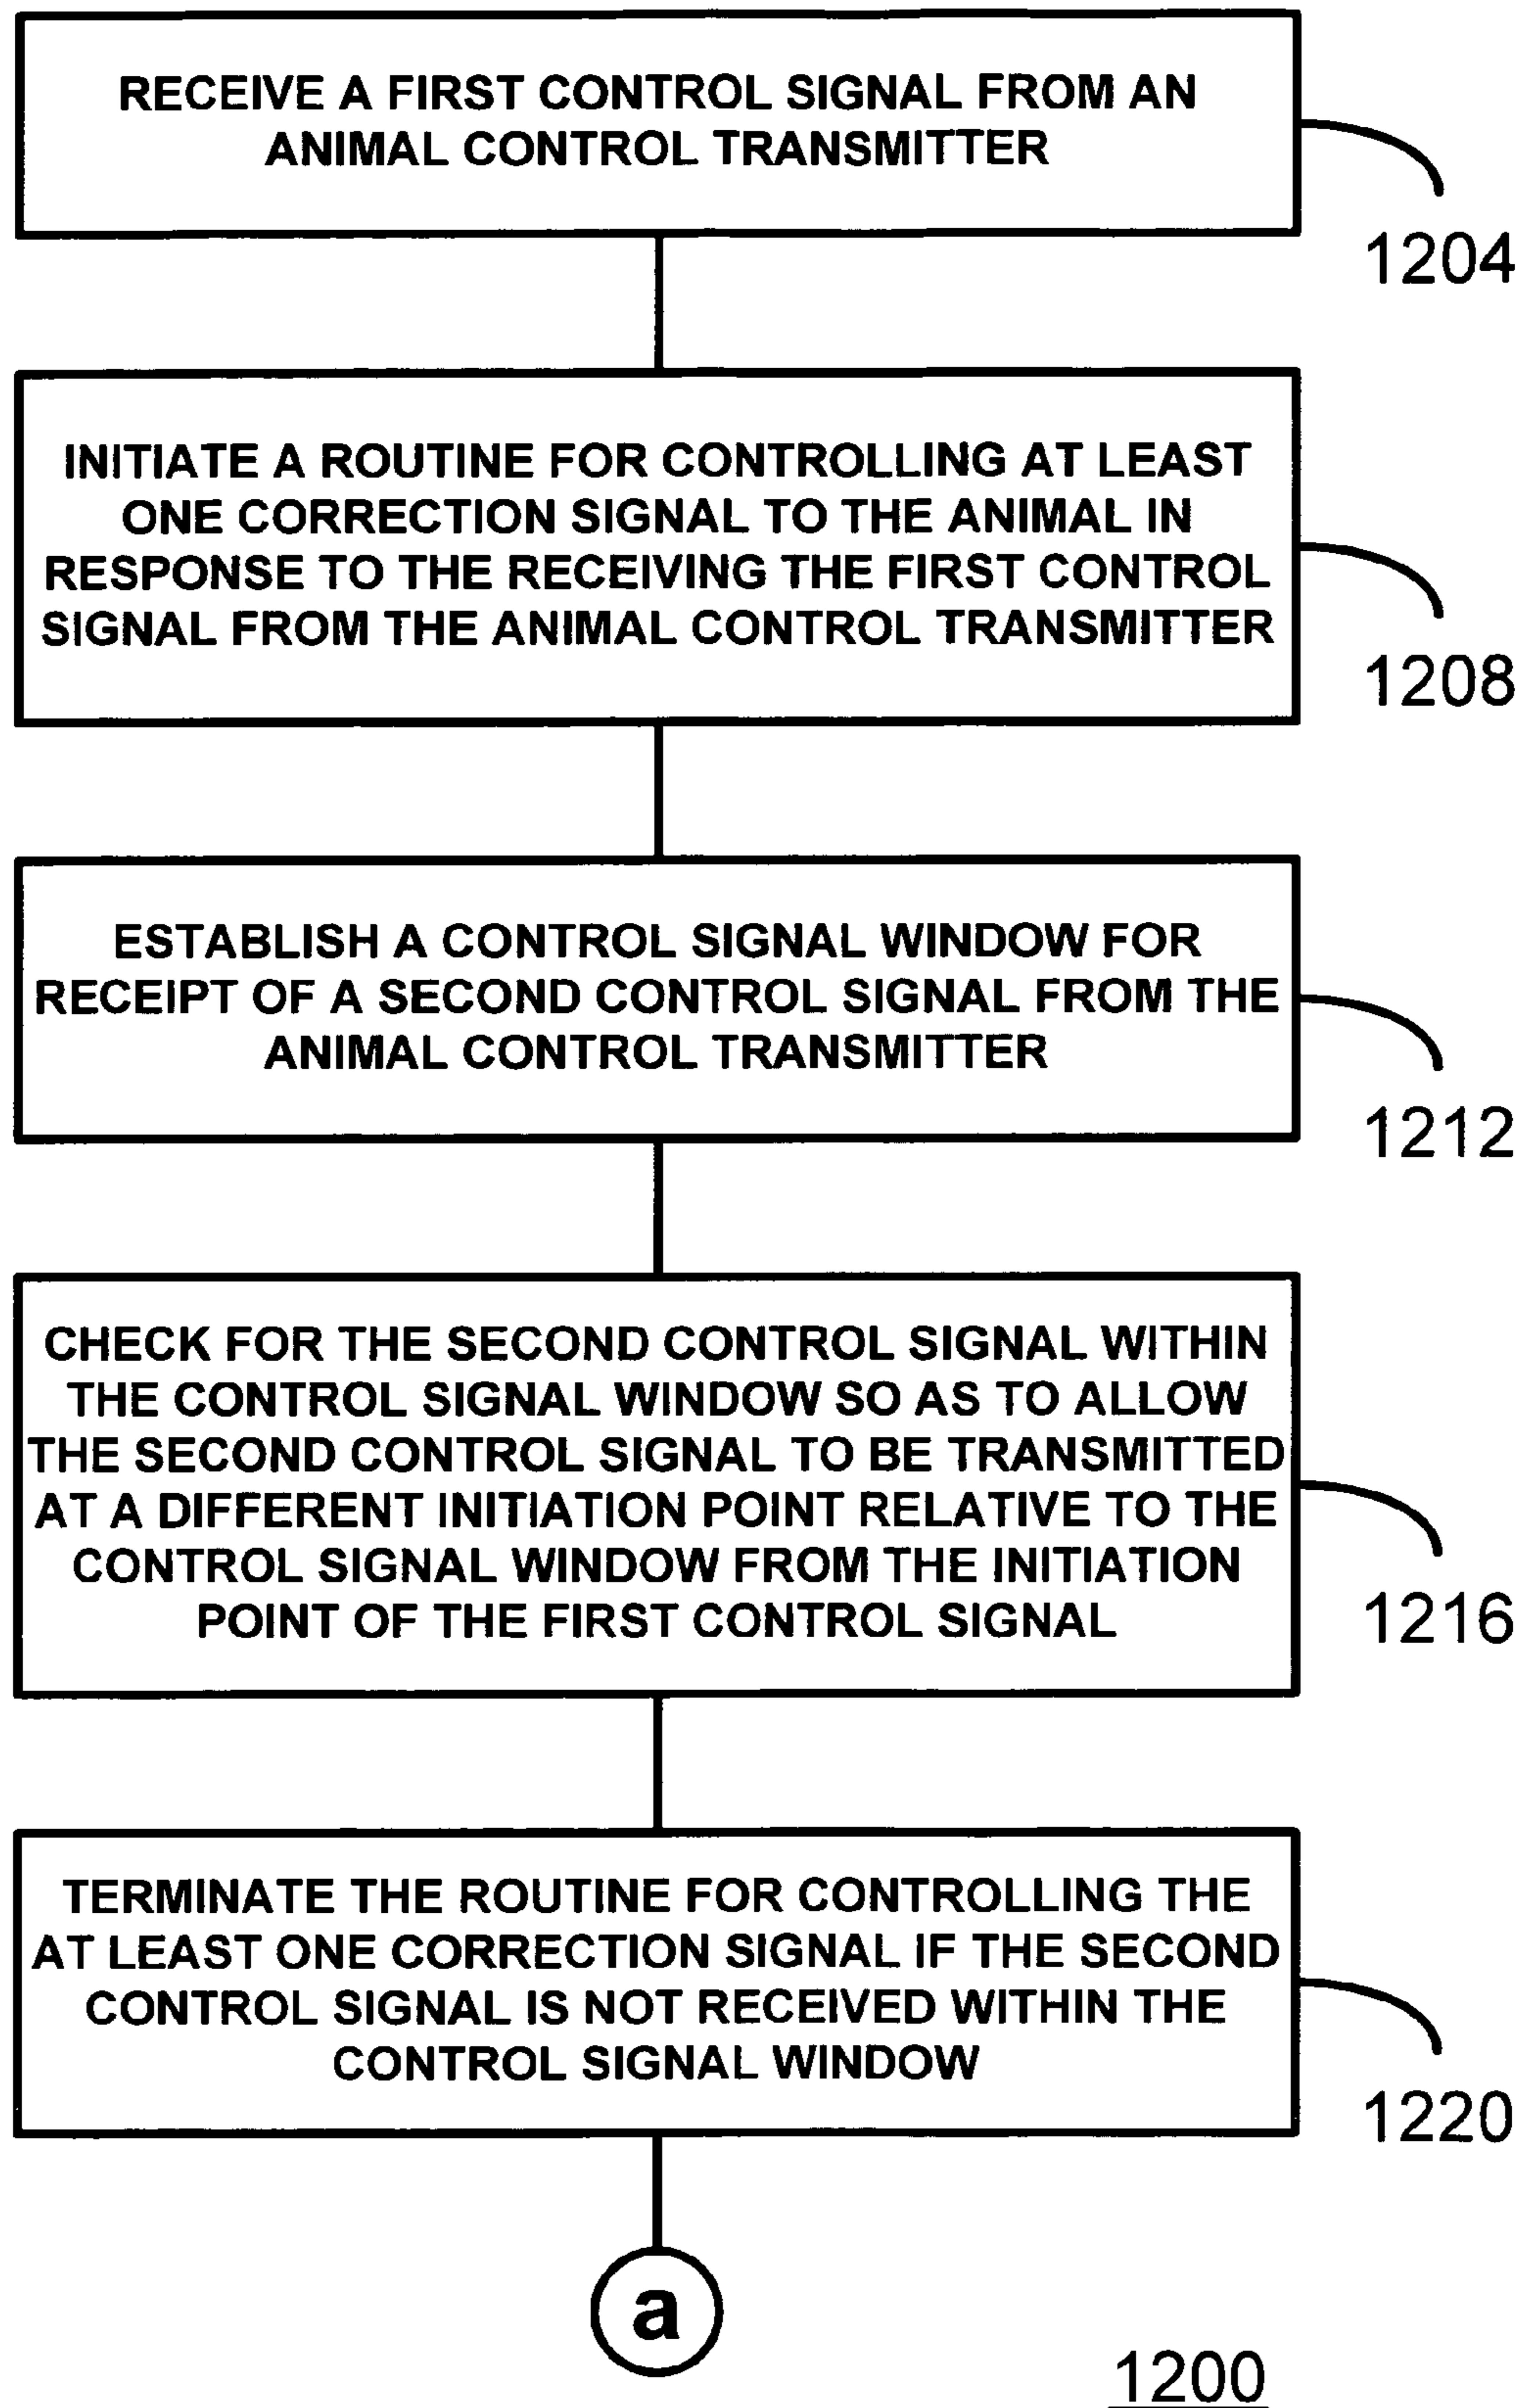 RECEIVE A FIRST CONTROL SIGNAL FROM AN
ANIMAL CONTROL TRANSMITTER
1204
INITIATE A ROUTINE FOR CONTROLLING AT LEAST
ONE CORRECTION SIGNAL TO THE ANIMAL IN
RESPONSE TO THE RECEIVING THE FIRST CONTROL
SIGNAL FROM THE ANIMAL CONTROL TRANSMITTER
1208
ESTABLISH A CONTROL SIGNAL WINDOW FOR
RECEIPT OF A SECOND CONTROL SIGNAL FROM THE
ANIMAL CONTROL TRANSMITTER
1212
CHECK FOR THE SECOND CONTROL SIGNAL WITHIN
THE CONTROL SIGNAL WINDOW SO AS TO ALLOW
THE SECOND CONTROL SIGNAL TO BE TRANSMITTED
AT A DIFFERENT INITIATION POINT RELATIVE TO THE
CONTROL SIGNAL WINDOW FROM THE INITIATION
POINT OF THE FIRST CONTROL SIGNAL
1216
TERMINATE THE ROUTINE FOR CONTROLLING THE
AT LEAST ONE CORRECTION SIGNAL IF THE SECOND
CONTROL SIGNAL IS NOT RECEIVED WITHIN THE
CONTROL SIGNAL WINDOW
1220
a
1200